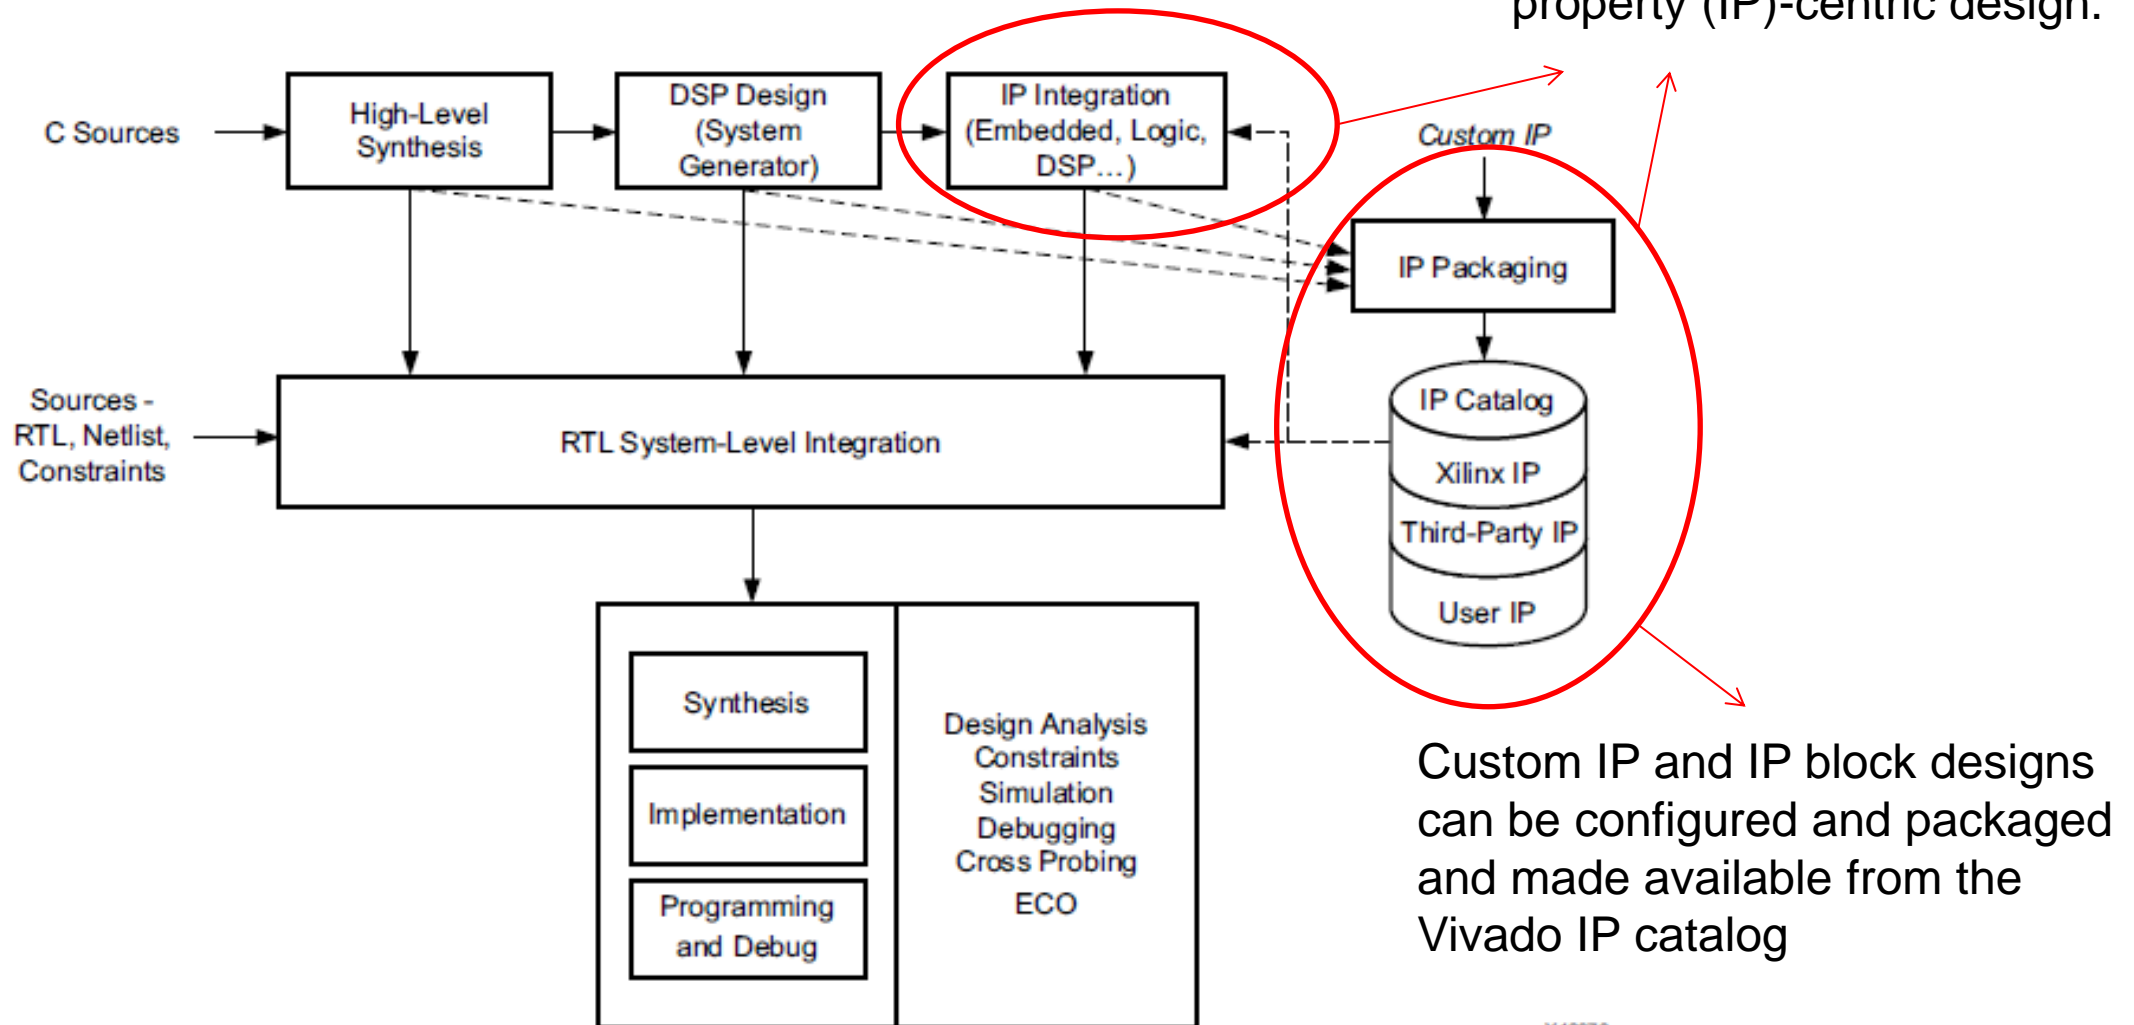 property (IP)-centric design.
C Sources
High-Level
Synthesis
DSP Design
(System
Generator)
IP Integration
(Embedded, Logic,
DSP...)
Custom IP
IP Packaging
IP Catalog
Xilinx IP
Third-Party IP
User IP
Sources -
RTL, Netlist,
Constraints
RTL System-Level Integration
Synthesis
Implementation
Programming
and Debug
Design Analysis
Constraints
Simulation
Debugging
Cross Probing
ECO
Custom IP and IP block designs
can be configured and packaged
and made available from the
Vivado IP catalog